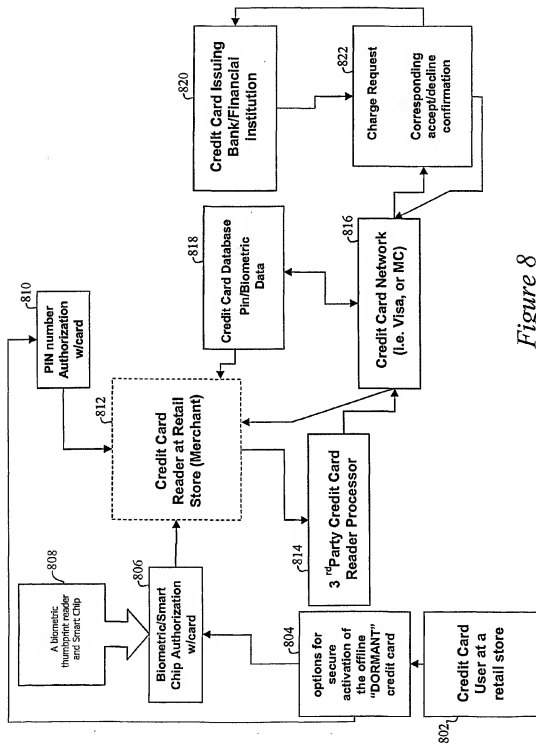 802
Credit Card
User at a
retail store
804
options for
secure
activation of
the offline
"DORMANT"
credit card
806
Biometric/Smart
Chip Authorization
w/card
808
A biometric
thumbprint reader
and Smart Chip
810
PIN number
Authorization
w/card
812
Credit Card
Reader at Retail
Store (Merchant)
814
3 rdParty Credit Card
Reader Processor
816
Credit Card Network
(i.e. Visa, or MC)
818
Credit Card Database
Pin/Biometric
Data
820
Credit Card Issuing
Bank/Financial
institution
822
Charge Request
Corresponding
accept/decline
confirmation
Figure 8